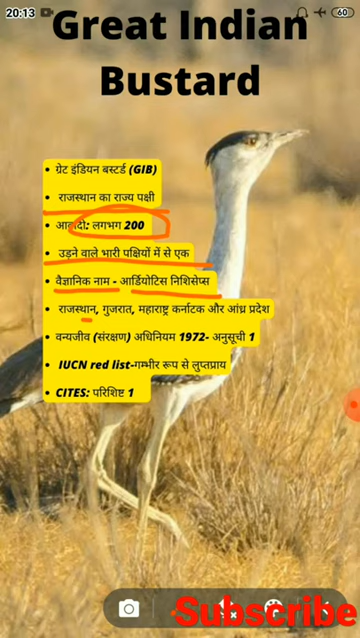 20:13
60
Great Indian
Bustard
• ग्रेट इंडियन बस्टर्ड (GIB)
• राजस्थान का राज्य पक्षी
• आबादी: लगभग 200
• उड़ने वाले भारी पक्षियों में से एक
• वैज्ञानिक नाम - आर्डियोटिस निशिसेप्स
• राजस्थान, गुजरात, महाराष्ट्र कर्नाटक और आंध्र प्रदेश
• वन्यजीव (संरक्षण) अधिनियम 1972- अनुसूची 1
• IUCN red list-गम्भीर रूप से लुप्तप्राय
• CITES: परिशिष्ट 1
Subscribe